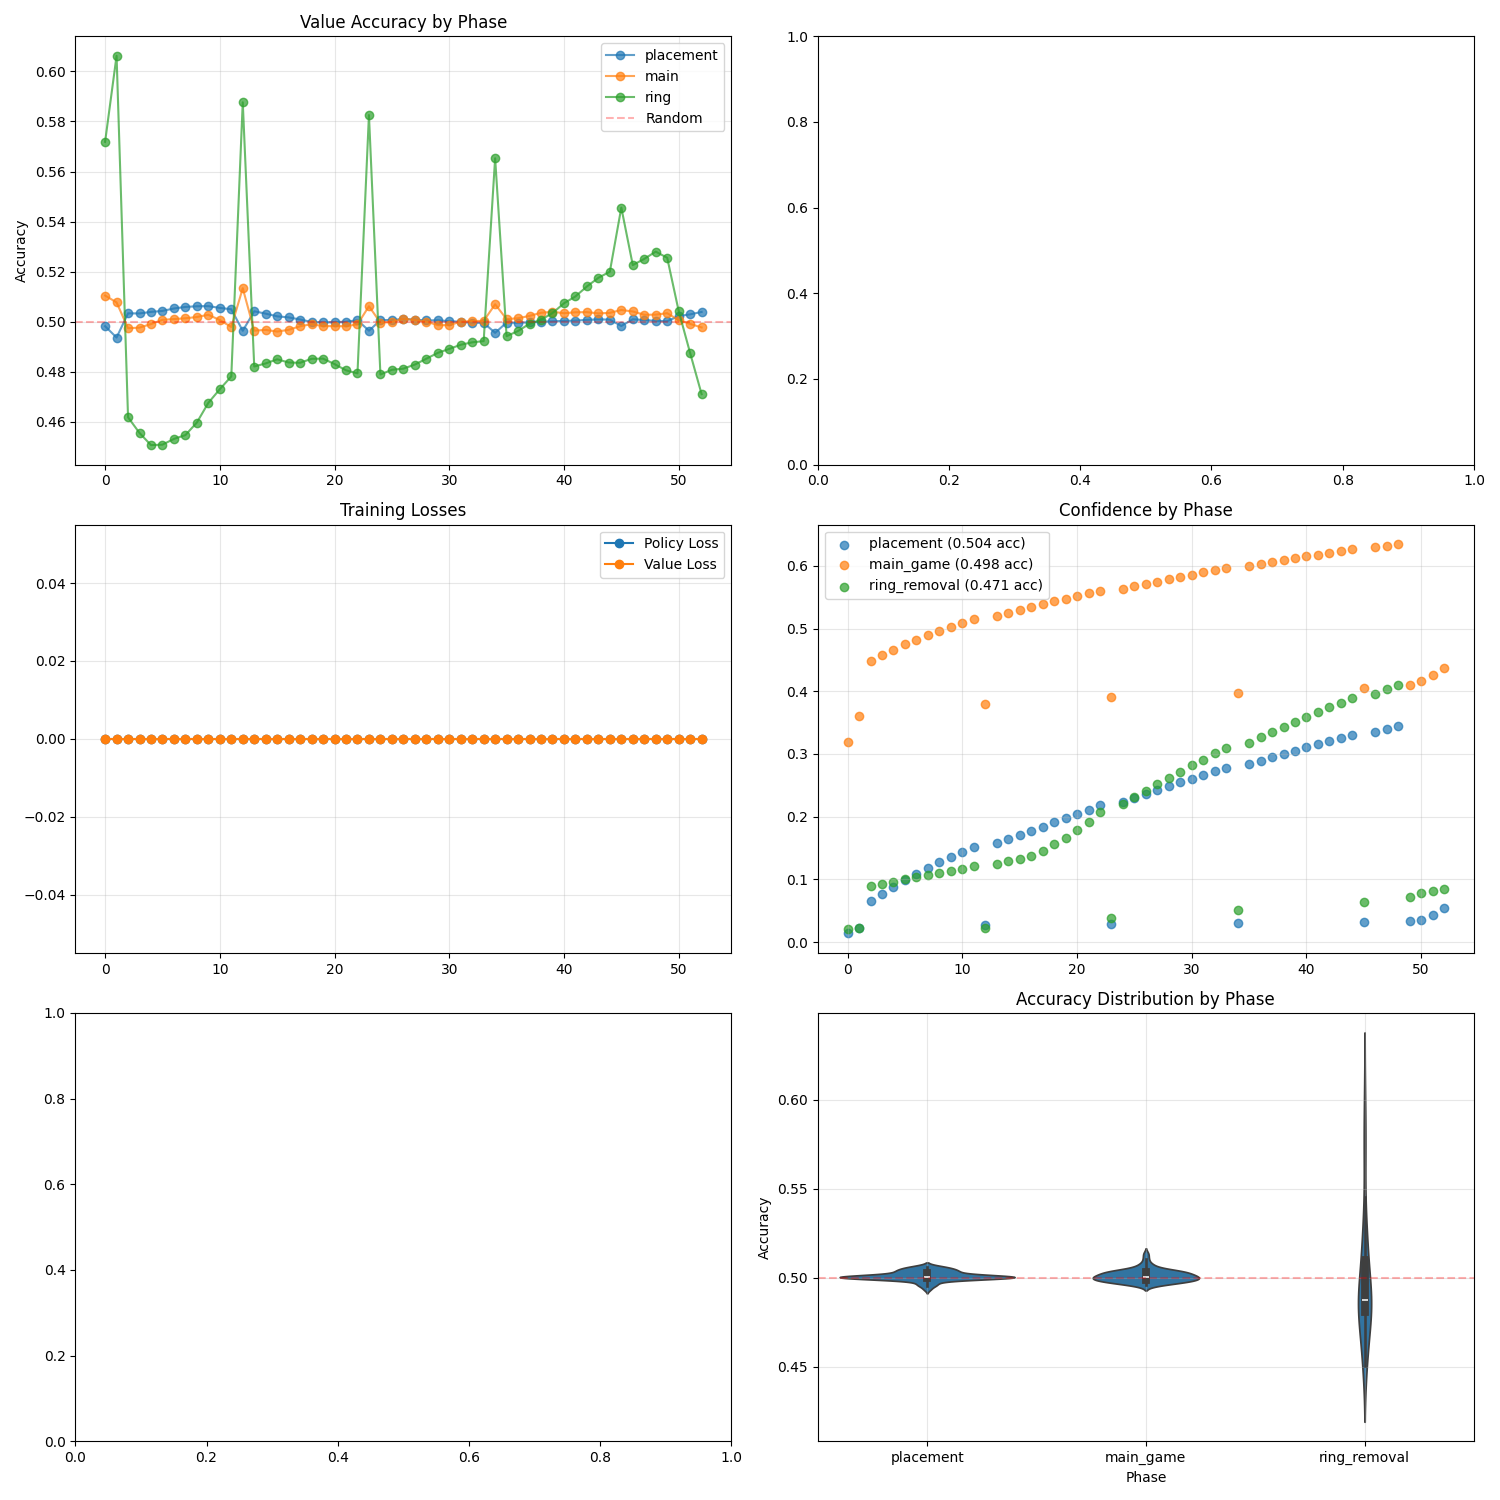 Value Accuracy by Phase
Accuracy
0.60
0.58
0.56
0.54
0.52
0.50
0.48
0.46
0 10 20 30 40 50
placement
main
ring
Random
1.0
0.8
0.6
0.4
0.2
0.0
0.0 0.2 0.4 0.6 0.8 1.0
Training Losses
0.04
0.02
0.00
−0.02
−0.04
0 10 20 30 40 50
Policy Loss
Value Loss
Confidence by Phase
placement (0.504 acc)
main_game (0.498 acc)
ring_removal (0.471 acc)
0.6
0.5
0.4
0.3
0.2
0.1
0.0
0 10 20 30 40 50
1.0
0.8
0.6
0.4
0.2
0.0
0.0 0.2 0.4 0.6 0.8 1.0
Accuracy Distribution by Phase
Accuracy
0.60
0.55
0.50
0.45
placement main_game ring_removal
Phase